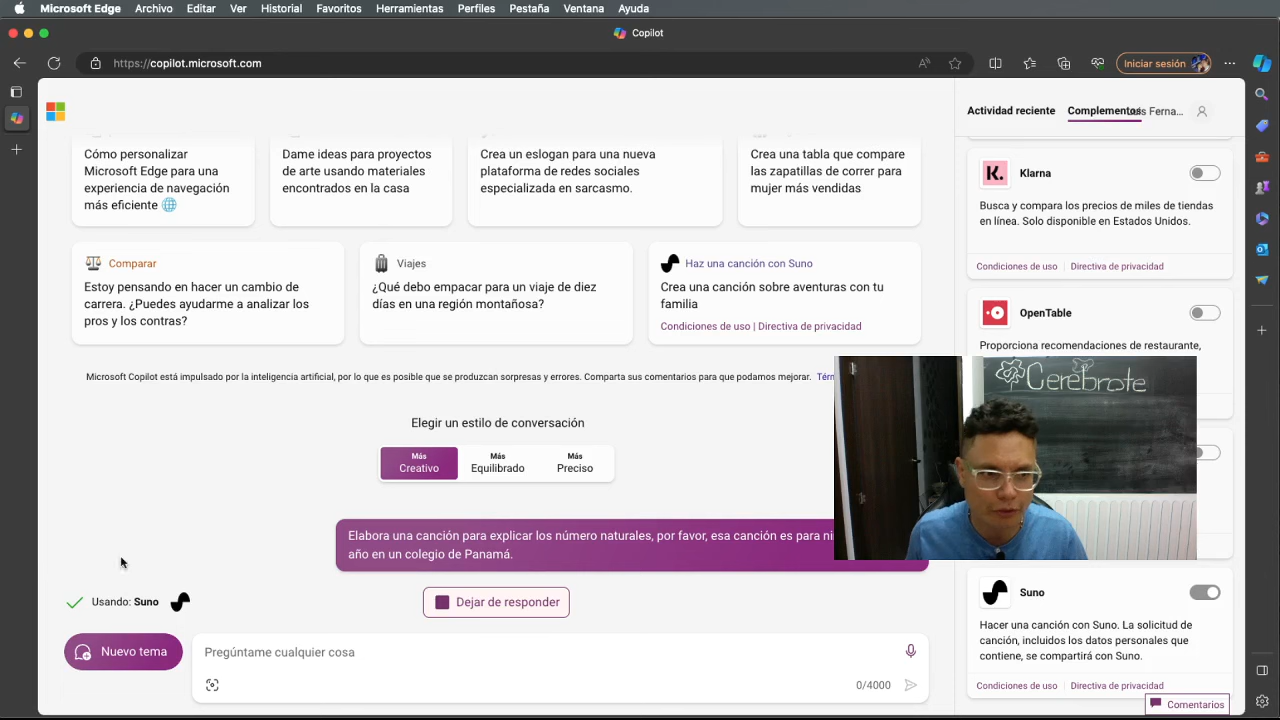 Microsoft Edge Archivo Editar Ver Historial Favoritos Herramientas Perfiles Pestaña Ventana Ayuda
Copilot
https://copilot.microsoft.com
Iniciar sesión
Actividad reciente
Complementos
Cómo personalizar
Microsoft Edge para una
experiencia de navegación
más eficiente
Dame ideas para proyectos
de arte usando materiales
encontrados en la casa
Crea un eslogan para una nueva
plataforma de redes sociales
especializada en sarcasmo.
Crea una tabla que compare
las zapatillas de correr para
mujer más vendidas
Comparar
Estoy pensando en hacer un cambio de
carrera. ¿Puedes ayudarme a analizar los
pros y los contras?
Viajes
¿Qué debo empacar para un viaje de diez
días en una región montañosa?
Haz una canción con Suno
Crea una canción sobre aventuras con tu
familia
Condiciones de uso | Directiva de privacidad
Microsoft Copilot está impulsado por la inteligencia artificial, por lo que es posible que se produzcan sorpresas y errores. Comparta sus comentarios para que podamos mejorar.
Elegir un estilo de conversación
Más
Creativo
Más
Equilibrado
Más
Preciso
Elabora una canción para explicar los número naturales, por favor, esa canción es para
año en un colegio de Panamá.
Usando: Suno
Dejar de responder
Nuevo tema
Pregúntame cualquier cosa
0/4000
K.
Klarna
Busca y compara los precios de miles de tiendas
en línea. Solo disponible en Estados Unidos.
Condiciones de uso | Directiva de privacidad
OpenTable
Proporciona recomendaciones de restaurante,
Cerebrote
Suno
Hacer una canción con Suno. La solicitud de
canción, incluidos los datos personales que
contiene, se compartirá con Suno.
Condiciones de uso | Directiva de privacidad
Comentarios